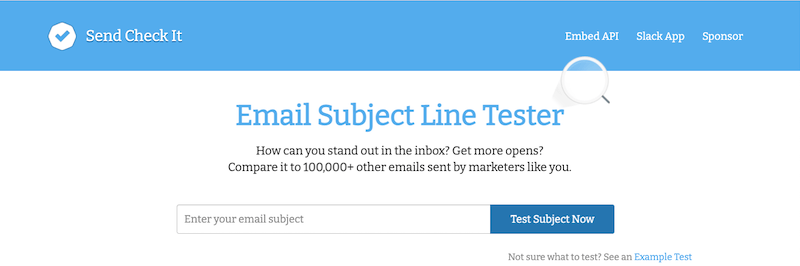 Send Check It
Embed API Slack App Sponsor
Email Subject Line Tester
How can you stand out in the inbox? Get more opens?
Compare it to 100,000+ other emails sent by marketers like you.
Enter your email subject
Test Subject Now
Not sure what to test? See an Example Test